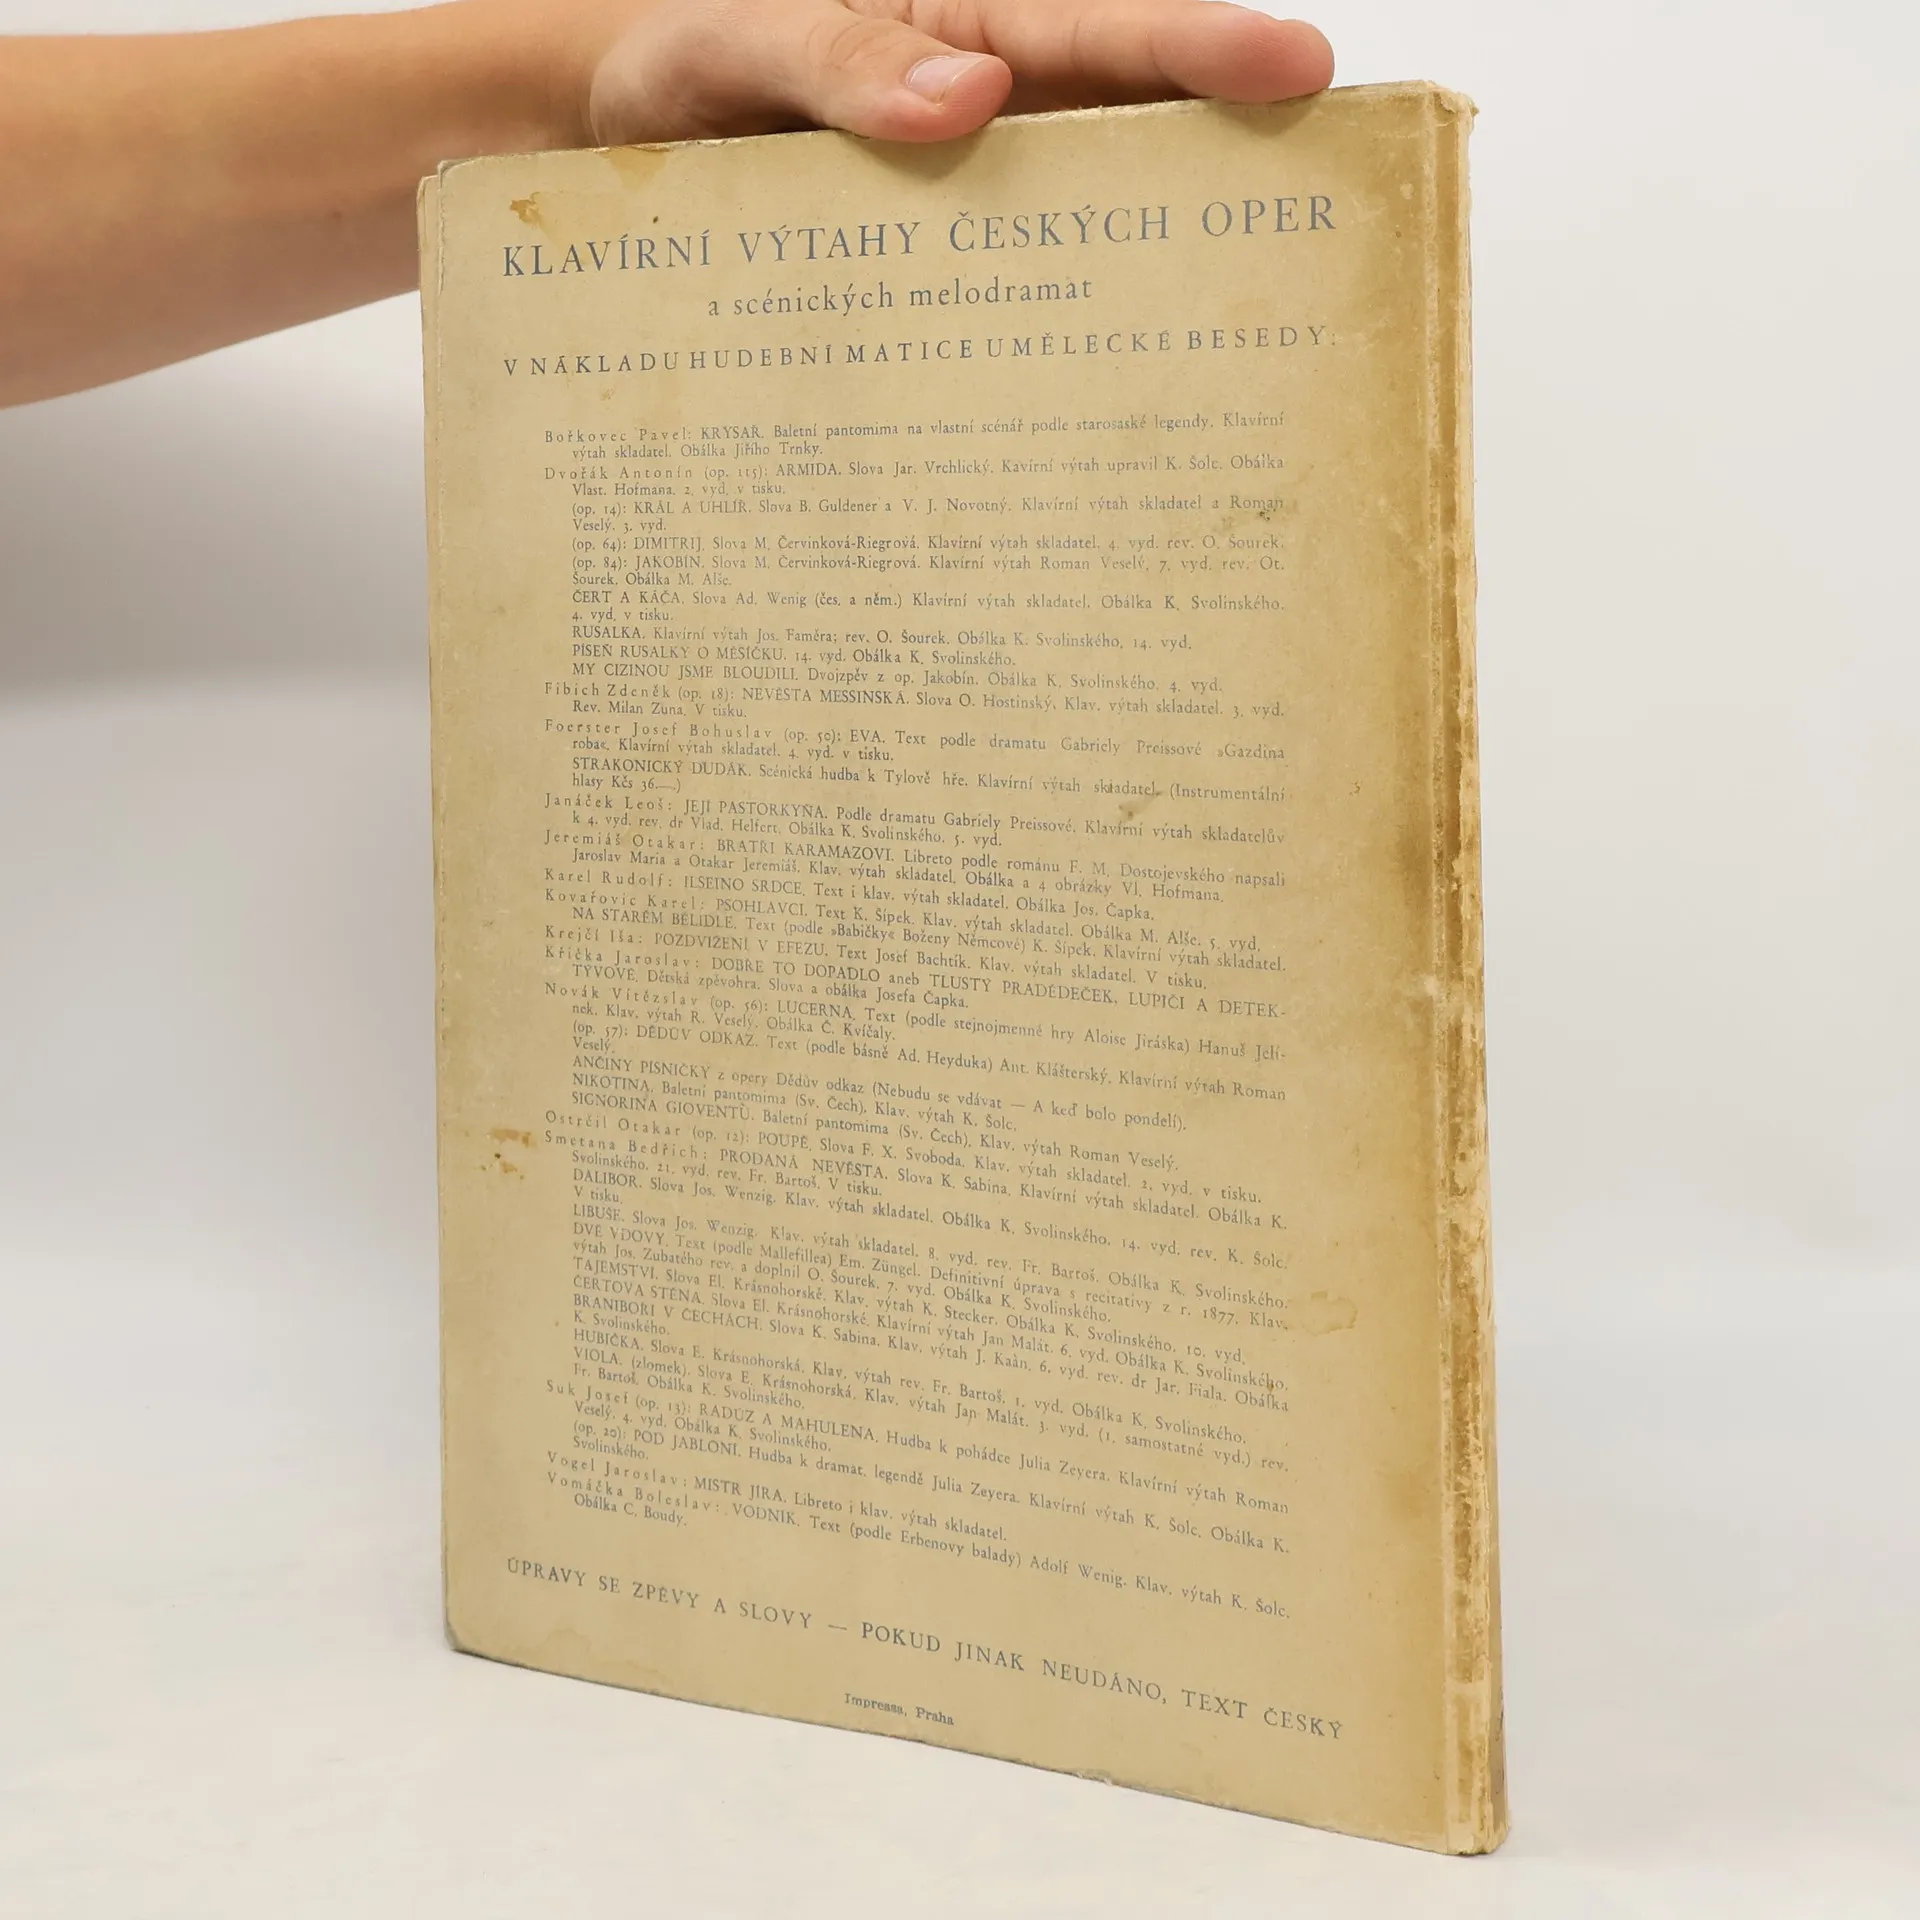 KLAVÍRNÍ VÝTAHY ČESKÝCH OPER
a scénických melodramat
V NÁKLADU HUDEBNÍ MATICE UMĚLECKÉ BESEDY:
Bořkovec Pavel: KRYSAŘ. Baletní pantomima na vlastní scénář podle starosaské legendy. Klavírní
výtah skladatel. Obálka Jiřího Trnky.
Dvořák Antonín (op. 115): ARMIDA. Slova Jar. Vrchlický. Kavírní výtah upravil K. Šolc. Obálka
Vlast. Hofmana. 2. vyd. v tisku.
(op. 14): KRÁL A UHLÍŘ. Slova B. Guldener a V. J. Novotný. Klavírní výtah skladatel a Roman
Veselý. 3. vyd.
(op. 64): DIMITRIJ. Slova M. Červinková-Riegrová. Klavírní výtah skladatel. 4. vyd. rev. O. Šourek.
(op. 84): JAKOBÍN. Slova M. Červinková-Riegrová. Klavírní výtah Roman Veselý. 7. vyd. rev. Ot.
Šourek. Obálka M. Alše.
ČERT A KÁČA. Slova Ad. Wenig (čes. a něm.) Klavírní výtah skladatel. Obálka K. Svolinského.
4. vyd. v tisku.
RUSALKA. Klavírní výtah Jos. Faměra; rev. O. Šourek. Obálka K. Svolinského, 14. vyd.
PÍSEŇ RUSALKY O MĚSÍČKU. 14. vyd. Obálka K. Svolinského.
MY CIZINOU JSME BLOUDILI. Dvojzpěv z op. Jakobín. Obálka K. Svolinského. 4. vyd.
Fibich Zdeněk (op. 18): NEVĚSTA MESSINSKÁ. Slova O. Hostinský. Klav. výtah skladatel. 3. vyd.
Rev. Milan Zuna. V tisku.
Foerster Josef Bohuslav (op. 50): EVA. Text podle dramatu Gabriely Preissové »Gazdina
roba«. Klavírní výtah skladatel. 4. vyd. v tisku.
STRAKONICKÝ DUDÁK. Scénická hudba k Tylově hře. Klavírní výtah skladatel. (Instrumentální
hlasy Kčs 36.—)
Janáček Leoš: JEJÍ PASTORKYŇA. Podle dramatu Gabriely Preissové. Klavírní výtah skladatelův
k 4. vyd. rev. dr Vlad. Helfert. Obálka K. Svolinského. 5. vyd.
Jeremiáš Otakar: BRATŘI KARAMAZOVI. Libreto podle románu F. M. Dostojevského napsali
Jaroslav Maria a Otakar Jeremiáš. Klav. výtah skladatel. Obálka a 4 obrázky Vl. Hofmana.
Karel Rudolf: ILSEINO SRDCE. Text i klav. výtah skladatel. Obálka Jos. Čapka.
Kovařovic Karel: PSOHLAVCI. Text K. Šípek. Klav. výtah skladatel. Obálka M. Alše. 5. vyd.
NA STARÉM BĚLIDLE. Text (podle »Babičky« Boženy Němcové) K. Šípek. Klavírní výtah skladatel.
Krejčí Iša: POZDVIŽENÍ V EFEZU. Text Josef Bachtík. Klav. výtah skladatel. V tisku.
Křička Jaroslav: DOBŘE TO DOPADLO aneb TLUSTÝ PRADĚDEČEK, LUPIČI A DETEK-
TÝVOVÉ. Dětská zpěvohra. Slova a obálka Josefa Čapka.
Novák Vítězslav (op. 56): LUCERNA. Text (podle stejnojmenné hry Aloise Jiráska) Hanuš Jelí-
nek. Klav. výtah R. Veselý. Obálka Č. Kvíčaly.
(op. 57): DĚDŮV ODKAZ. Text (podle básně Ad. Heyduka) Ant. Klášterský. Klavírní výtah Roman
Veselý.
ANČINY PÍSNIČKY z opery Dědův odkaz (Nebudu se vdávat — A keď bolo pondelí).
NIKOTINA. Baletní pantomima (Sv. Čech). Klav. výtah K. Šolc.
SIGNORINA GIOVENTÙ. Baletní pantomima (Sv. Čech). Klav. výtah Roman Veselý.
Ostrčil Otakar (op. 12): POUPĚ. Slova F. X. Svoboda. Klav. výtah skladatel. 2. vyd. v tisku.
Smetana Bedřich: PRODANÁ NEVĚSTA. Slova K. Sabina. Klavírní výtah skladatel. Obálka K.
Svolinského. 21. vyd. rev. Fr. Bartoš. V tisku.
DALIBOR. Slova Jos. Wenzig. Klav. výtah skladatel. Obálka K. Svolinského. 14. vyd. rev. K. Šolc.
V tisku.
LIBUŠE. Slova Jos. Wenzig. Klav. výtah skladatel. 8. vyd. rev. Fr. Bartoš. Obálka K. Svolinského.
DVĚ VDOVY. Text (podle Mallefillea) Em. Züngel. Definitivní úprava s recitativy z r. 1877. Klav.
výtah Jos. Zubatého rev. a doplnil O. Šourek. 7. vyd. Obálka K. Svolinského.
TAJEMSTVÍ. Slova El. Krásnohorské. Klav. výtah K. Stecker. Obálka K. Svolinského. 10. vyd.
ČERTOVA STĚNA. Slova El. Krásnohorské. Klavírní výtah Jan Malát. 6. vyd. Obálka K. Svolinského.
BRANIBOŘI V ČECHÁCH. Slova K. Sabina. Klav. výtah J. Kaàn. 6. vyd. rev. dr Jar. Fiala. Obálka
K. Svolinského.
HUBIČKA. Slova E. Krásnohorská. Klav. výtah rev. Fr. Bartoš. 1. vyd. Obálka K. Svolinského.
VIOLA. (zlomek). Slova E. Krásnohorská. Klav. výtah Jan Malát. 3. vyd. (1. samostatné vyd.) rev.
Fr. Bartoš. Obálka K. Svolinského.
Suk Josef (op. 13): RADÚZ A MAHULENA. Hudba k pohádce Julia Zeyera. Klavírní výtah Roman
Veselý. 4. vyd. Obálka K. Svolinského.
(op. 20): POD JABLONÍ. Hudba k dramat. legendě Julia Zeyera. Klavírní výtah K. Šolc. Obálka K.
Svolinského.
Vogel Jaroslav: MISTR JÍRA. Libreto i klav. výtah skladatel.
Vomáčka Boleslav: VODNÍK. Text (podle Erbenovy balady) Adolf Wenig. Klav. výtah K. Šolc.
Obálka C. Boudy.
ÚPRAVY SE ZPĚVY A SLOVY — POKUD JINAK NEUDÁNO, TEXT ČESKÝ
Impressa, Praha